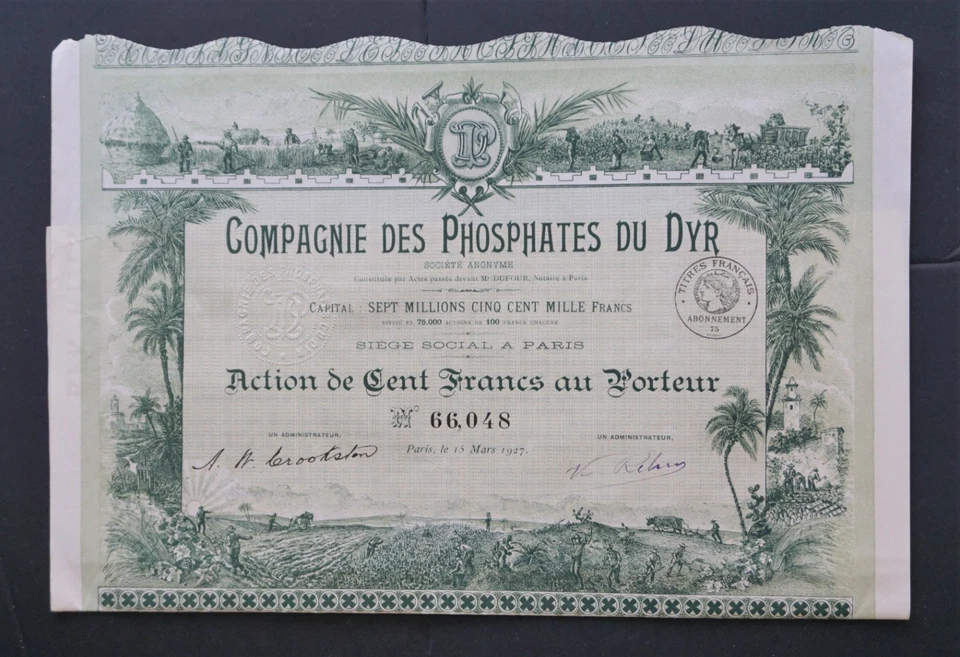 COMPAGNIE DES PHOSPHATES DU DYR
SOCIÉTÉ ANONYME
Constituée par Actes passés devant Me DUFOUR, Notaire à Paris
CAPITAL : SEPT MILLIONS CINQ CENT MILLE FRANCS
DIVISÉ EN 75.000 ACTIONS DE 100 FRANCS CHACUNE
SIÈGE SOCIAL A PARIS
Action de Cent Francs au Porteur
No 66,048
UN ADMINISTRATEUR,
UN ADMINISTRATEUR,
Paris, le 15 Mars 1927.
A. W. Crookston
TITRES FRANÇAIS
ABONNEMENT
75